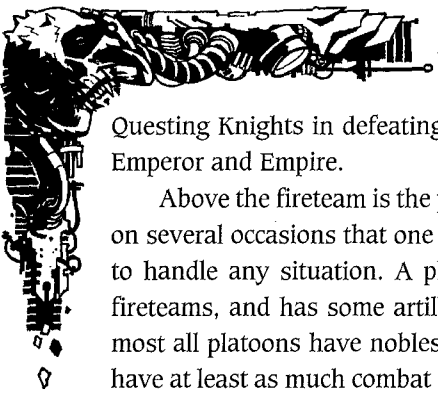 Questing Knights in defeating
Emperor and Empire.
Above the fireteam is the
on several occasions that one
to handle any situation. A
fireteams, and has some
most all platoons have nobles
have at least as much combat